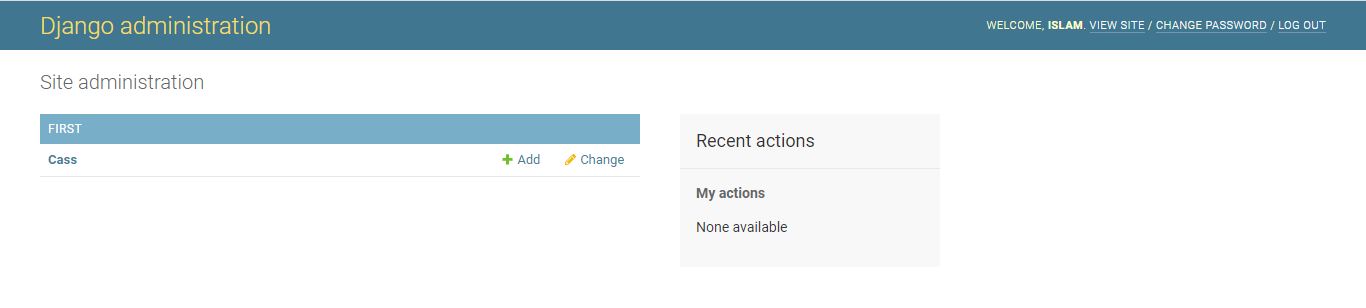 Django administration
WELCOME, ISLAM. VIEW SITE / CHANGE PASSWORD / LOG OUT
Site administration
FIRST
Cass Add Change
Recent actions
My actions
None available